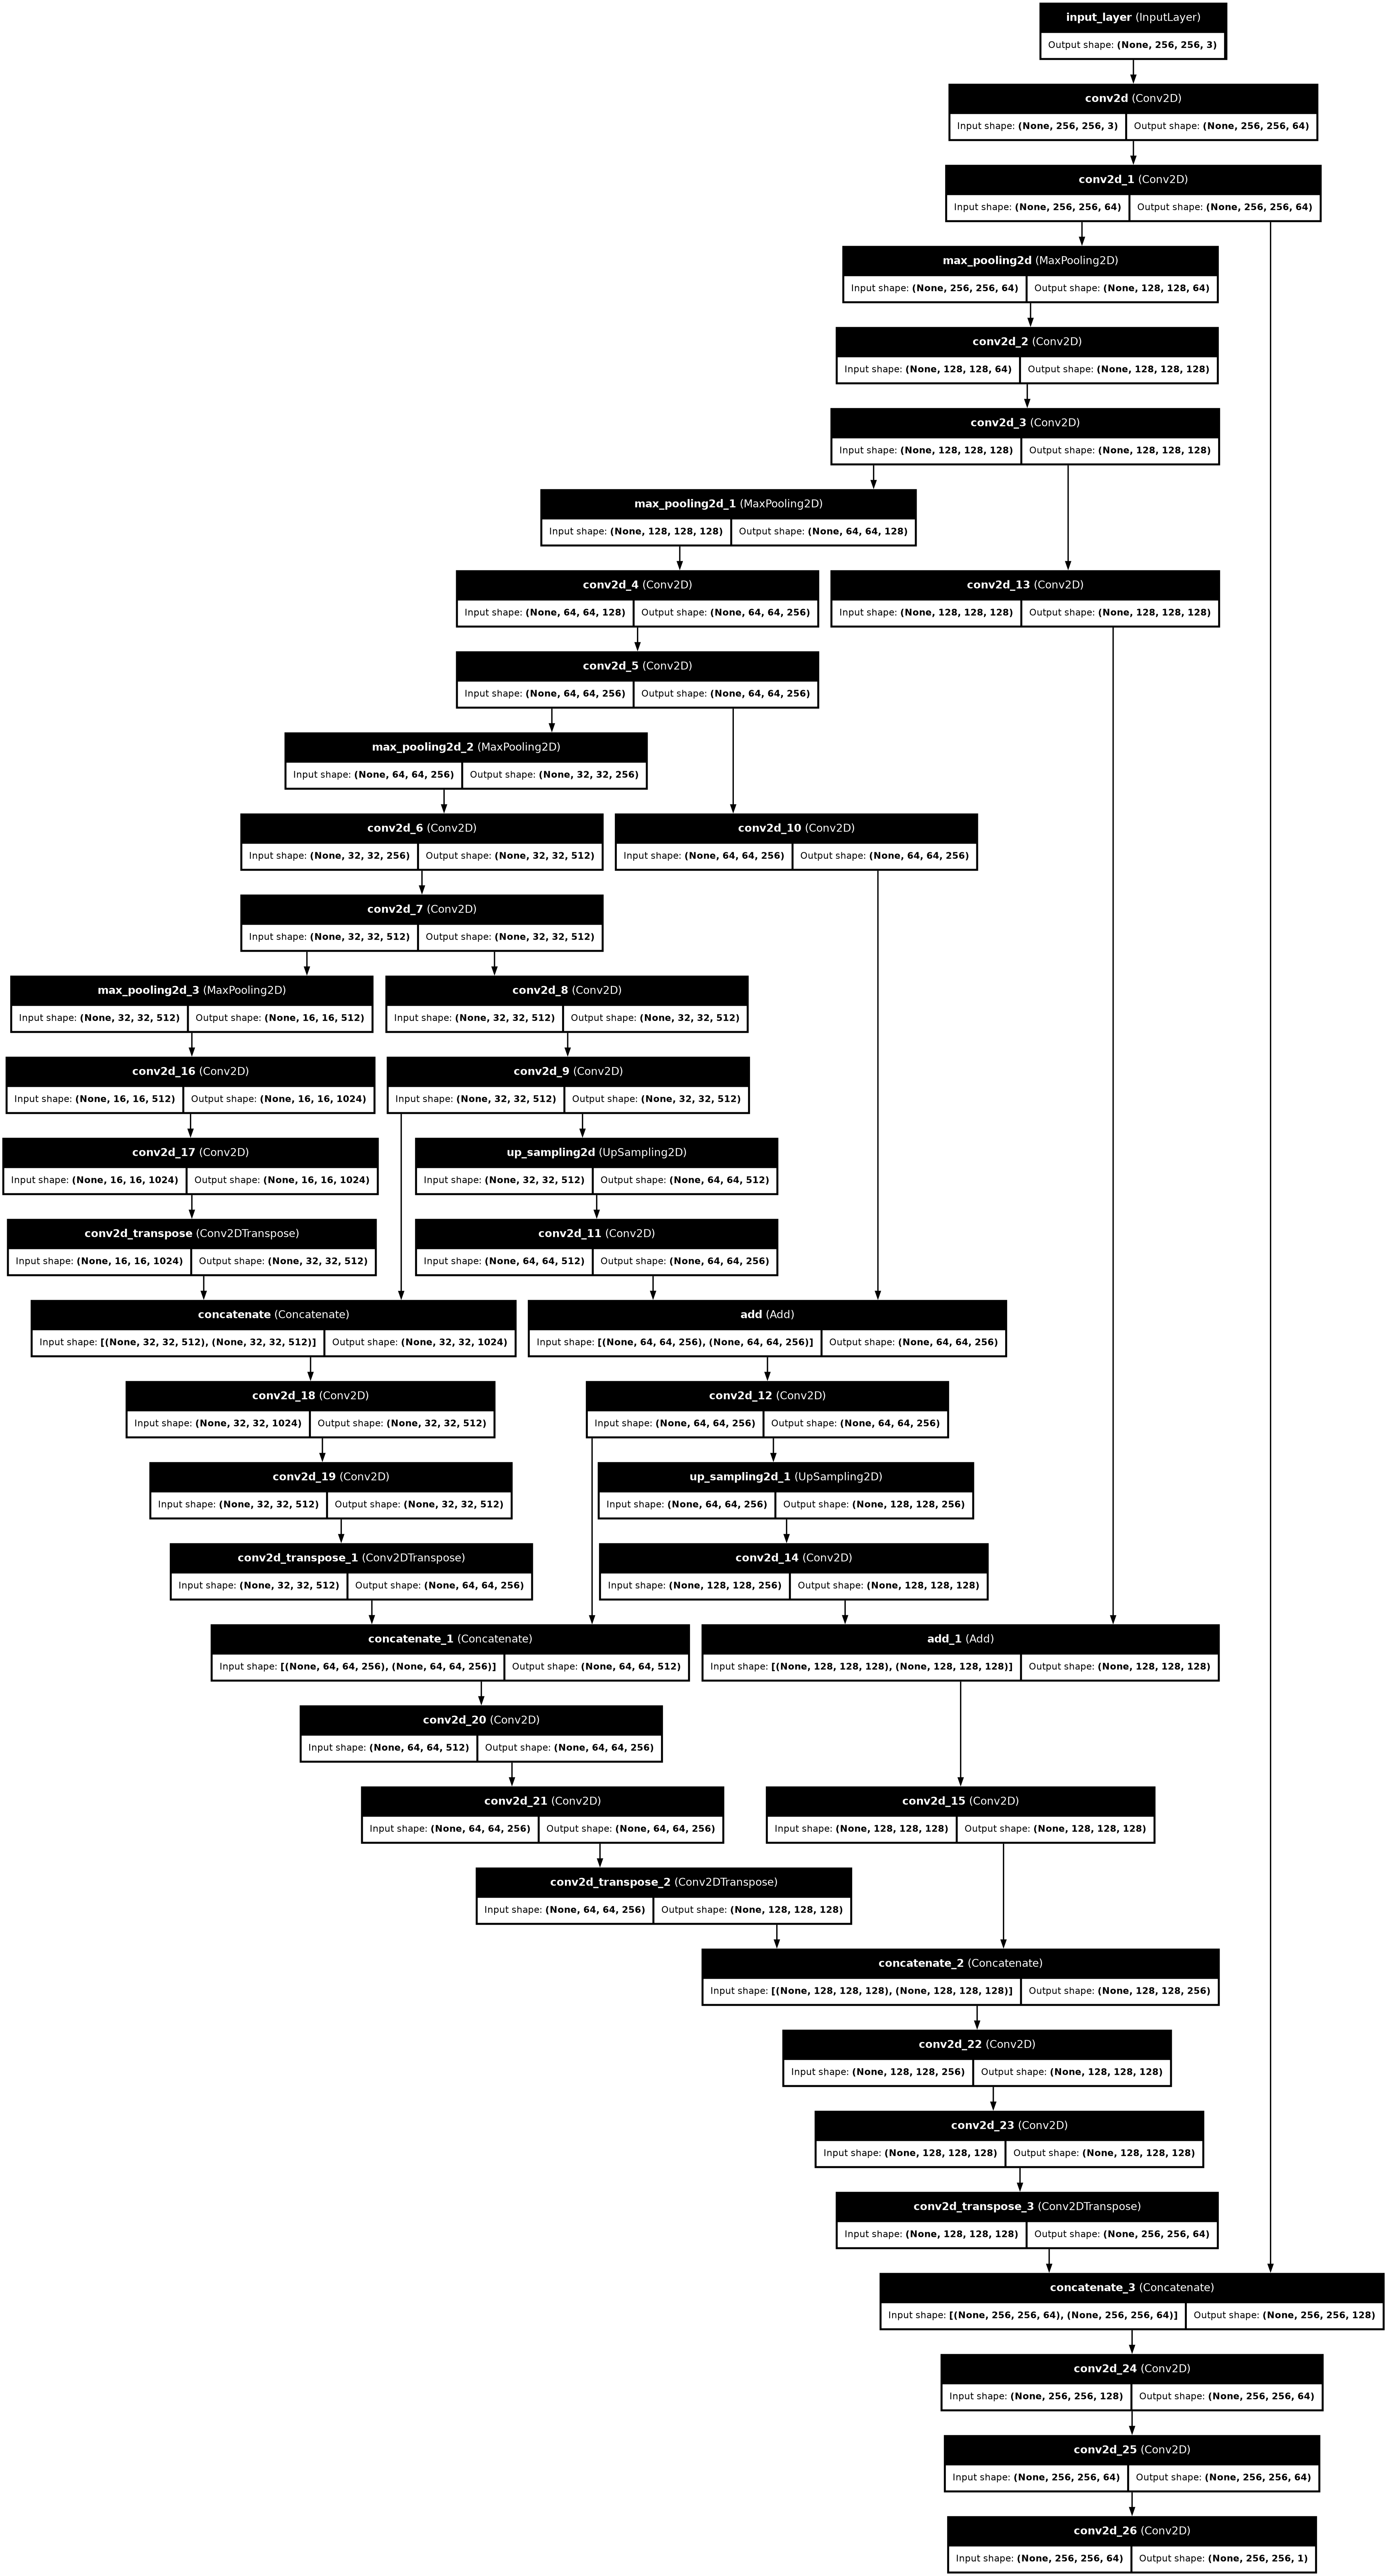 input_layer (InputLayer)
Output shape: (None, 256, 256, 3)
conv2d (Conv2D)
Input shape: (None, 256, 256, 3) Output shape: (None, 256, 256, 64)
conv2d_1 (Conv2D)
Input shape: (None, 256, 256, 64) Output shape: (None, 256, 256, 64)
max_pooling2d (MaxPooling2D)
Input shape: (None, 256, 256, 64) Output shape: (None, 128, 128, 64)
conv2d_2 (Conv2D)
Input shape: (None, 128, 128, 64) Output shape: (None, 128, 128, 128)
conv2d_3 (Conv2D)
Input shape: (None, 128, 128, 128) Output shape: (None, 128, 128, 128)
max_pooling2d_1 (MaxPooling2D)
Input shape: (None, 128, 128, 128) Output shape: (None, 64, 64, 128)
conv2d_4 (Conv2D)
Input shape: (None, 64, 64, 128) Output shape: (None, 64, 64, 256)
conv2d_13 (Conv2D)
Input shape: (None, 128, 128, 128) Output shape: (None, 128, 128, 128)
conv2d_5 (Conv2D)
Input shape: (None, 64, 64, 256) Output shape: (None, 64, 64, 256)
max_pooling2d_2 (MaxPooling2D)
Input shape: (None, 64, 64, 256) Output shape: (None, 32, 32, 256)
conv2d_6 (Conv2D)
Input shape: (None, 32, 32, 256) Output shape: (None, 32, 32, 512)
conv2d_10 (Conv2D)
Input shape: (None, 64, 64, 256) Output shape: (None, 64, 64, 256)
conv2d_7 (Conv2D)
Input shape: (None, 32, 32, 512) Output shape: (None, 32, 32, 512)
max_pooling2d_3 (MaxPooling2D)
Input shape: (None, 32, 32, 512) Output shape: (None, 16, 16, 512)
conv2d_8 (Conv2D)
Input shape: (None, 32, 32, 512) Output shape: (None, 32, 32, 512)
conv2d_16 (Conv2D)
Input shape: (None, 16, 16, 512) Output shape: (None, 16, 16, 1024)
conv2d_9 (Conv2D)
Input shape: (None, 32, 32, 512) Output shape: (None, 32, 32, 512)
conv2d_17 (Conv2D)
Input shape: (None, 16, 16, 1024) Output shape: (None, 16, 16, 1024)
up_sampling2d (UpSampling2D)
Input shape: (None, 32, 32, 512) Output shape: (None, 64, 64, 512)
conv2d_transpose (Conv2DTranspose)
Input shape: (None, 16, 16, 1024) Output shape: (None, 32, 32, 512)
conv2d_11 (Conv2D)
Input shape: (None, 64, 64, 512) Output shape: (None, 64, 64, 256)
concatenate (Concatenate)
Input shape: [(None, 32, 32, 512), (None, 32, 32, 512)] Output shape: (None, 32, 32, 1024)
add (Add)
Input shape: [(None, 64, 64, 256), (None, 64, 64, 256)] Output shape: (None, 64, 64, 256)
conv2d_18 (Conv2D)
Input shape: (None, 32, 32, 1024) Output shape: (None, 32, 32, 512)
conv2d_12 (Conv2D)
Input shape: (None, 64, 64, 256) Output shape: (None, 64, 64, 256)
conv2d_19 (Conv2D)
Input shape: (None, 32, 32, 512) Output shape: (None, 32, 32, 512)
up_sampling2d_1 (UpSampling2D)
Input shape: (None, 64, 64, 256) Output shape: (None, 128, 128, 256)
conv2d_transpose_1 (Conv2DTranspose)
Input shape: (None, 32, 32, 512) Output shape: (None, 64, 64, 256)
conv2d_14 (Conv2D)
Input shape: (None, 128, 128, 256) Output shape: (None, 128, 128, 128)
concatenate_1 (Concatenate)
Input shape: [(None, 64, 64, 256), (None, 64, 64, 256)] Output shape: (None, 64, 64, 512)
add_1 (Add)
Input shape: [(None, 128, 128, 128), (None, 128, 128, 128)] Output shape: (None, 128, 128, 128)
conv2d_20 (Conv2D)
Input shape: (None, 64, 64, 512) Output shape: (None, 64, 64, 256)
conv2d_21 (Conv2D)
Input shape: (None, 64, 64, 256) Output shape: (None, 64, 64, 256)
conv2d_15 (Conv2D)
Input shape: (None, 128, 128, 128) Output shape: (None, 128, 128, 128)
conv2d_transpose_2 (Conv2DTranspose)
Input shape: (None, 64, 64, 256) Output shape: (None, 128, 128, 128)
concatenate_2 (Concatenate)
Input shape: [(None, 128, 128, 128), (None, 128, 128, 128)] Output shape: (None, 128, 128, 256)
conv2d_22 (Conv2D)
Input shape: (None, 128, 128, 256) Output shape: (None, 128, 128, 128)
conv2d_23 (Conv2D)
Input shape: (None, 128, 128, 128) Output shape: (None, 128, 128, 128)
conv2d_transpose_3 (Conv2DTranspose)
Input shape: (None, 128, 128, 128) Output shape: (None, 256, 256, 64)
concatenate_3 (Concatenate)
Input shape: [(None, 256, 256, 64), (None, 256, 256, 64)] Output shape: (None, 256, 256, 128)
conv2d_24 (Conv2D)
Input shape: (None, 256, 256, 128) Output shape: (None, 256, 256, 64)
conv2d_25 (Conv2D)
Input shape: (None, 256, 256, 64) Output shape: (None, 256, 256, 64)
conv2d_26 (Conv2D)
Input shape: (None, 256, 256, 64) Output shape: (None, 256, 256, 1)